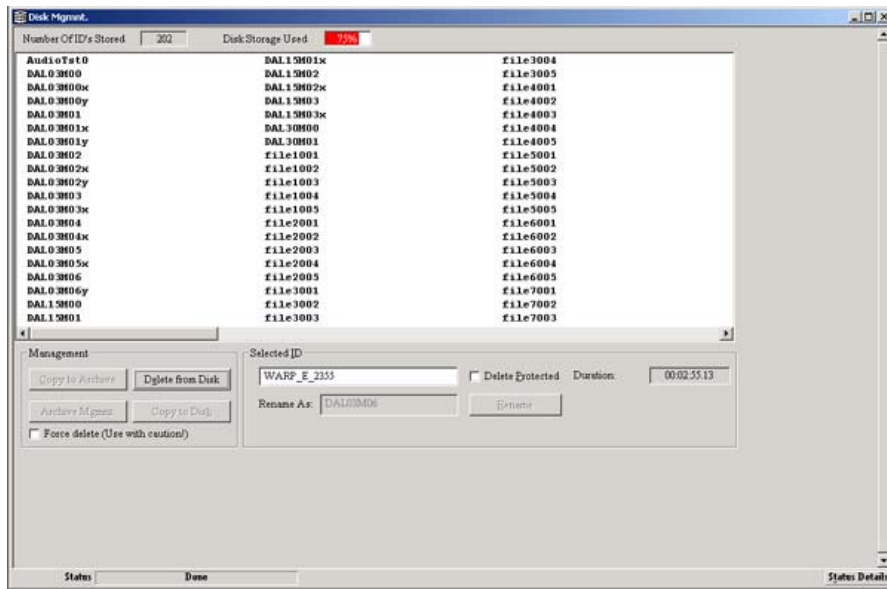 Disk Mgmnt.
Number Of ID's Stored 202 Disk Storage Used 75%
AudioTst0 DAL15M01x file3004
DAL03M00 DAL15M02 file3005
DAL03M00x DAL15M02x file4001
DAL03M00y DAL15M03 file4002
DAL03M01 DAL15M03x file4003
DAL03M01x DAL30M00 file4004
DAL03M01y DAL30M01 file4005
DAL03M02 file1001 file5001
DAL03M02x file1002 file5002
DAL03M02y file1003 file5003
DAL03M03 file1004 file5004
DAL03M03x file1005 file5005
DAL03M04 file2001 file6001
DAL03M04x file2002 file6002
DAL03M05 file2003 file6003
DAL03M05x file2004 file6004
DAL03M06 file2005 file6005
DAL03M06y file3001 file7001
DAL15M00 file3002 file7002
DAL15M01 file3003 file7003
Management Selected ID
Copy to Archive Delete from Disk WARP_E_2355 Delete Protected Duration: 00:02:55.13
Archive Mgmnt Copy to Disk Rename As: DAL03M06 Rename
Force delete (Use with caution!)
Status Done Status Details